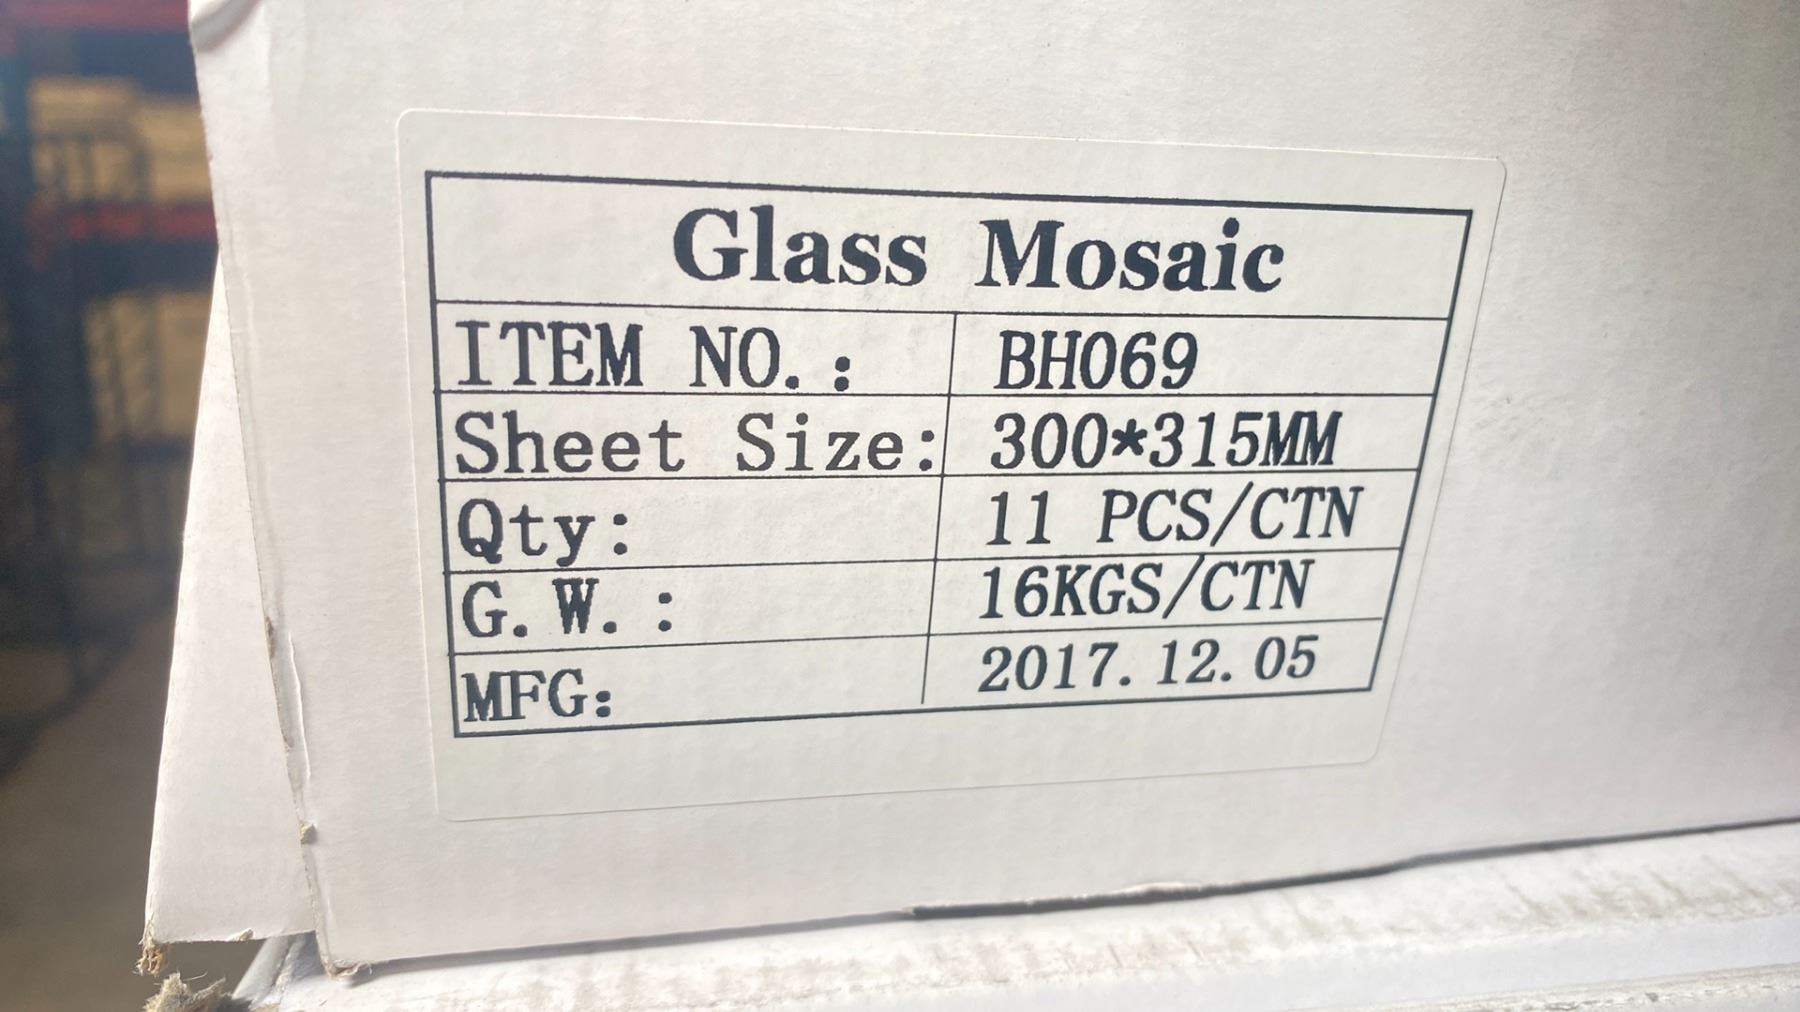 Glass Mosaic
ITEM NO.: BH069
Sheet Size: 300*315MM
Qty: 11 PCS/CTN
G.W.: 16KGS/CTN
MFG: 2017.12.05